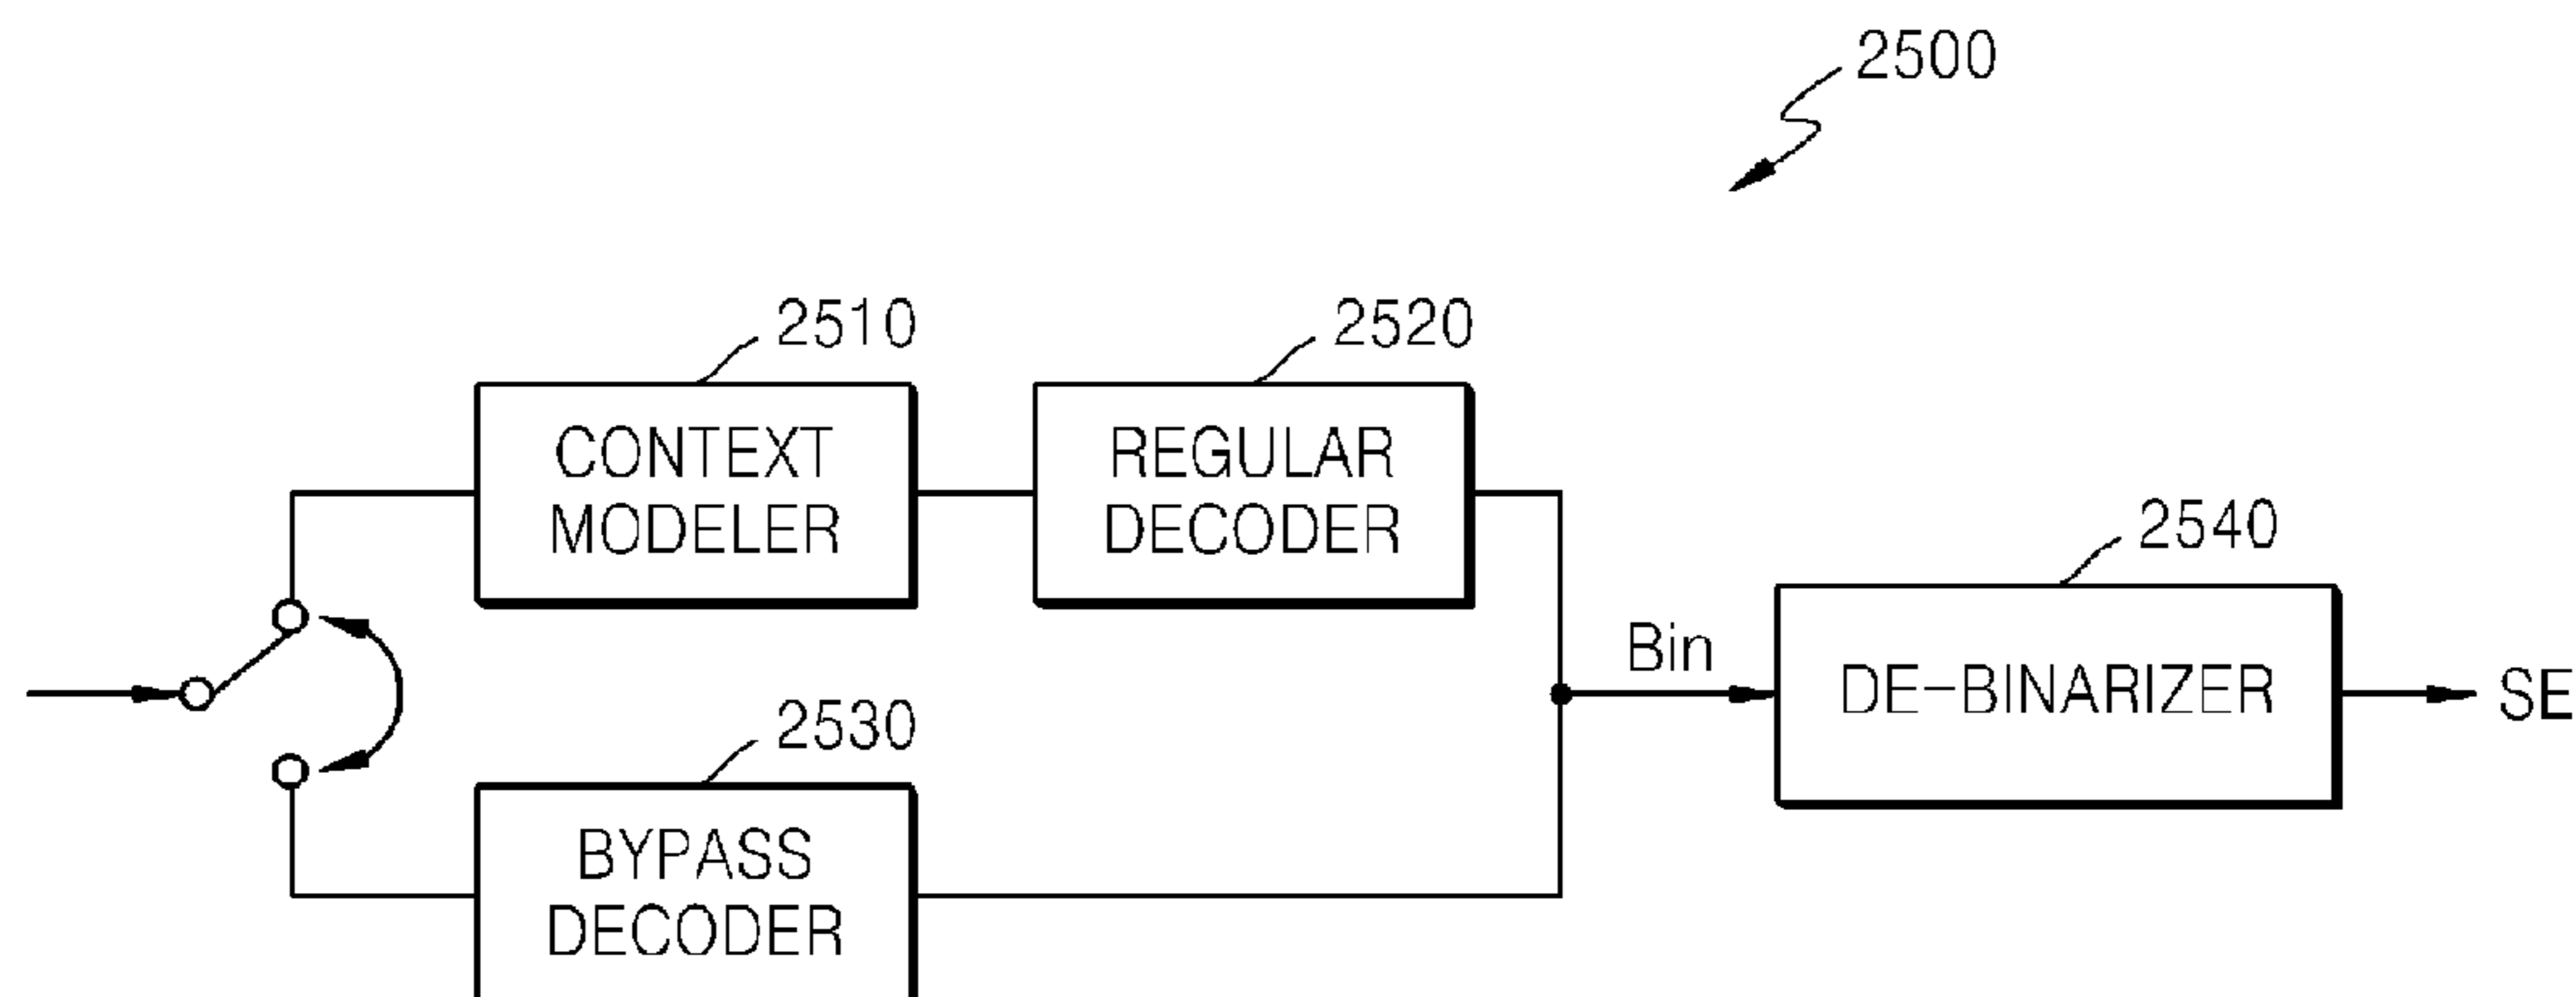 2500
2510
2520
CONTEXT
MODELER
REGULAR
DECODER
2540
Bin
DE-BINARIZER
SE
2530
BYPASS
DECODER